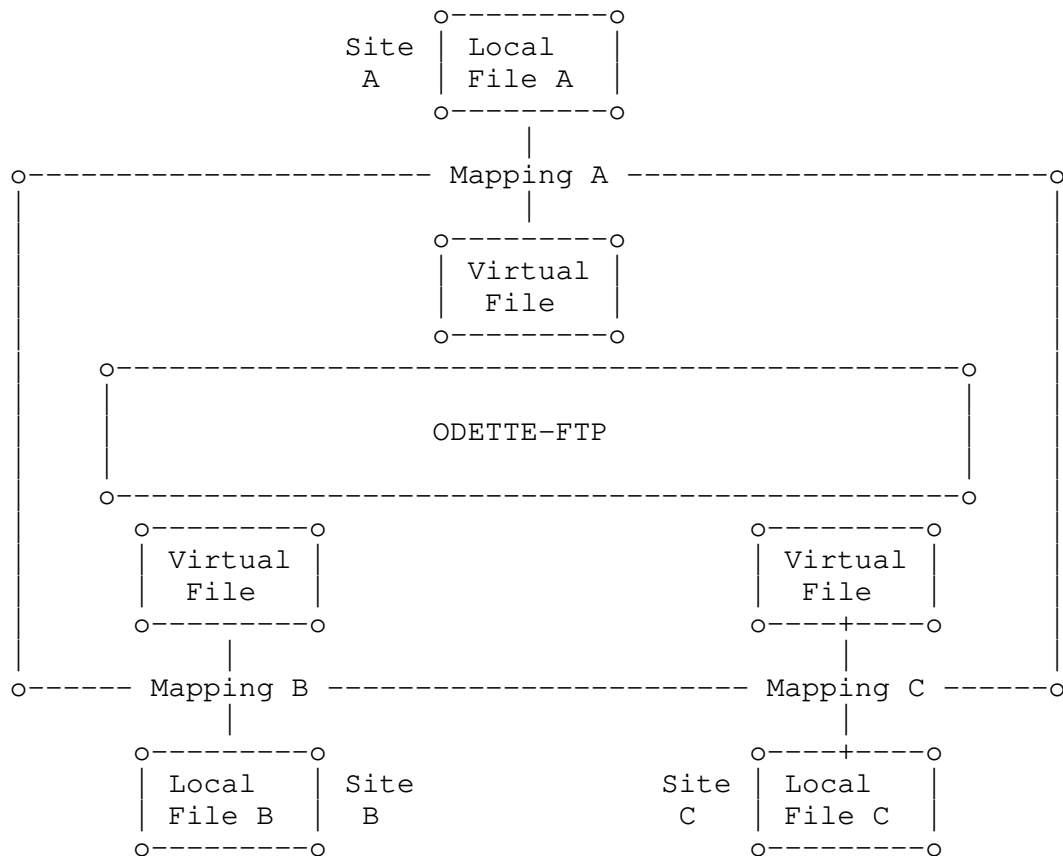 Site Local
A File A
Mapping A
Virtual
File
ODETTE-FTP
Virtual Virtual
File File
Mapping B Mapping C
Local Site Site Local
File B B C File C